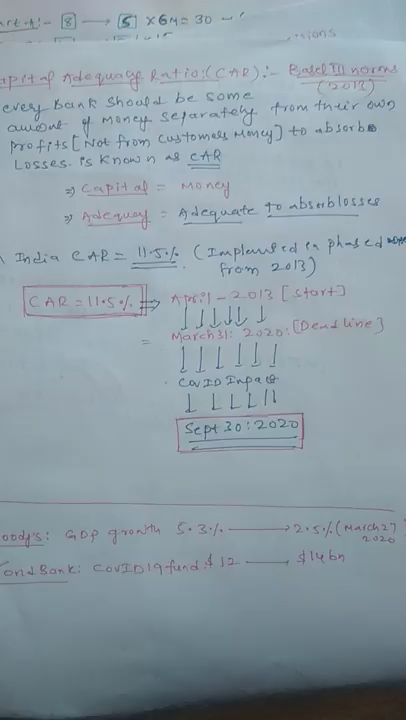 8 → 5 X 64 = 30
apital Adequacy Ratio:(CAR):- Basel III norms
(2013)
every Bank should be some
amount of Money separately from their own
profits [Not from customers Money] to absorb
Losses. is known as CAR
⇒ Capital = Money
⇒ Adequacy = Adequate to absorb losses
India CAR = 11.5% (Implemented in phased
from 2013)
CAR = 11.5% ⇒ April - 2013 [Start]
↓ ↓ ↓ ↓ ↓ ↓
= March 31: 2020: [Deadline]
↓ ↓ ↓ ↓ ↓ ↓
COVID Impact
↓ ↓ ↓ ↓ ↓ ↓
Sept 30: 2020
oody's: GDP growth 5.3% → 2.5% (March 27
2020
orld Bank: COVID19 fund: $12 → $14 bn